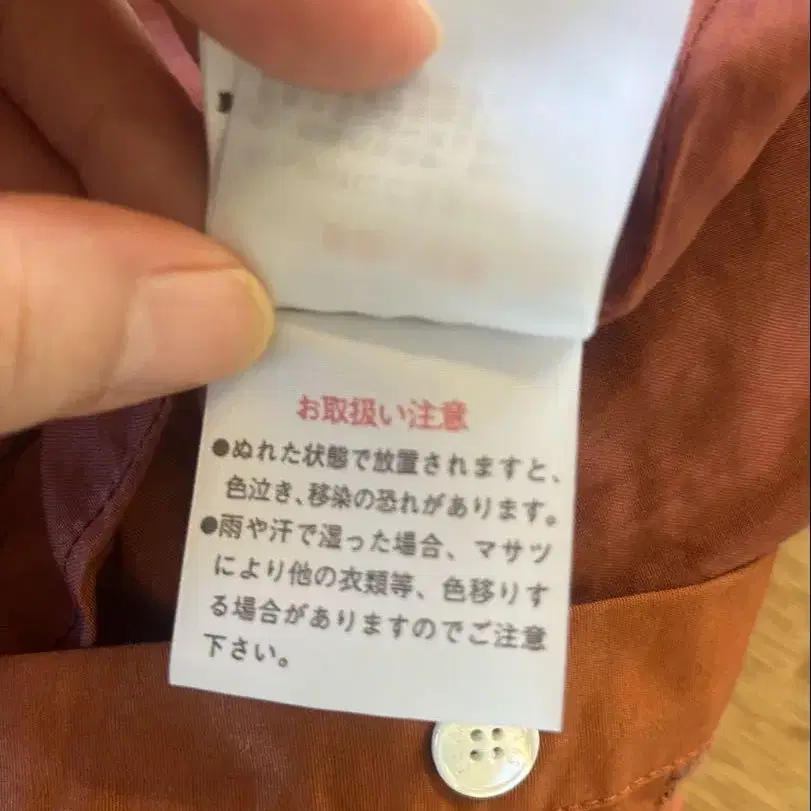 お取扱い注意
●ぬれた状態で放置されますと、
色泣き、移染の恐れがあります。
●雨や汗で湿った場合、マサツ
により他の衣類等、色移りす
る場合がありますのでご注意
下さい。